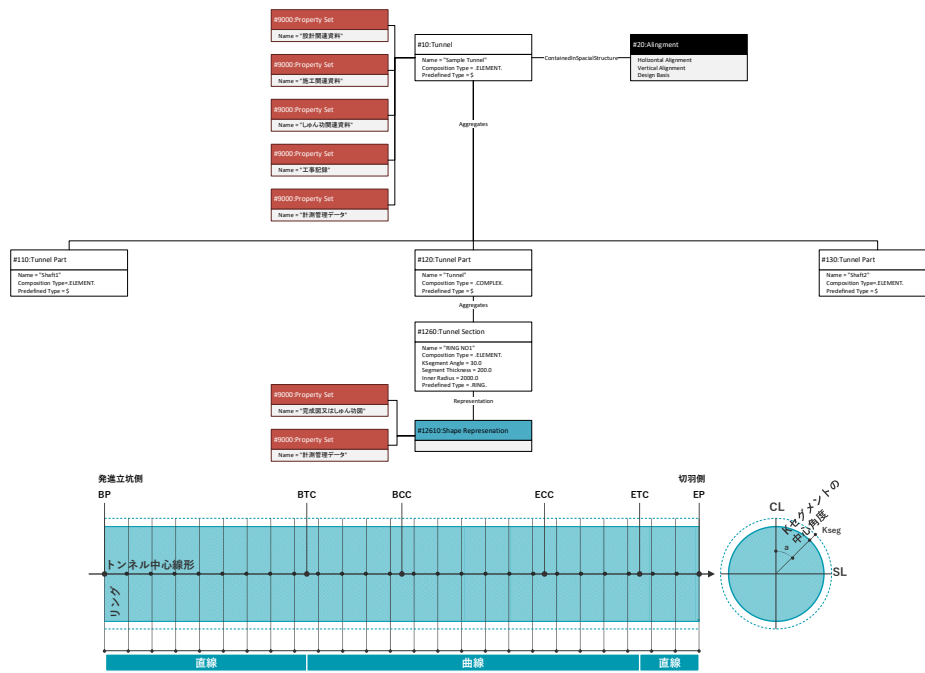 #9000:Property Set
Name = "設計関連資料"
#9000:Property Set
Name = "施工関連資料"
#9000:Property Set
Name = "しゅん功関連資料"
#9000:Property Set
Name = "工事記録"
#9000:Property Set
Name = "計測管理データ"
#10:Tunnel
Name = "Sample Tunnel"
Composition Type = .ELEMENT.
Predefined Type = $
ContainedInSpacialStructure
#20:Alingment
Holizontal Alignment
Vertical Alignment
Design Basis
Aggregates
#110:Tunnel Part
Name = "Shaft1"
Composition Type=.ELEMENT.
Predefined Type = $
#120:Tunnel Part
Name = "Tunnel"
Composition Type = .COMPLEX.
Predefined Type = $
#130:Tunnel Part
Name = "Shaft2"
Composition Type=.ELEMENT.
Predefined Type = $
Aggregates
#1260:Tunnel Section
Name = "RING NO1"
Composition Type = .ELEMENT.
KSegment Angle = 30.0
Segment Thickness = 200.0
Inner Radius = 2000.0
Predefined Type = .RING.
Representation
#9000:Property Set
Name = "完成図又はしゅん功図"
#9000:Property Set
Name = "計測管理データ"
#12610:Shape Represenation
発進立坑側
切羽側
BP
BTC
BCC
ECC
ETC
EP
トンネル中心線形
リング
直線
曲線
直線
CL
Kセグメントの
中心角度
Kseg
a
SL